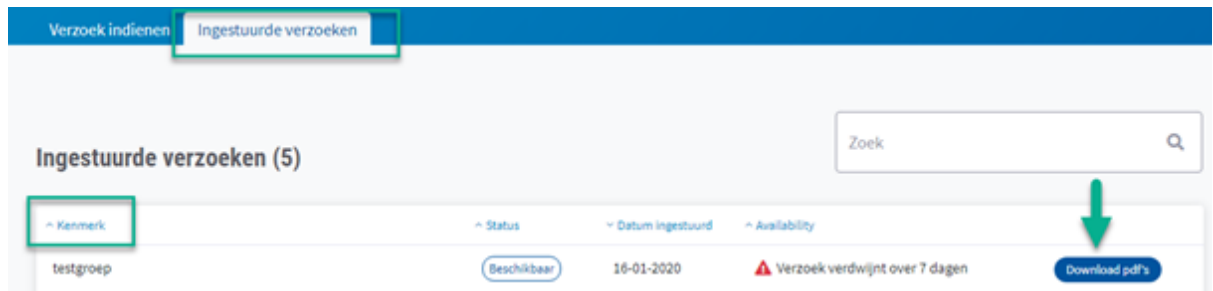 Verzoek indienen Ingestuurde verzoeken
Ingestuurde verzoeken (5)
Zoek
Kenmerk Status Datum ingestuurd Availability
testgroep Beschikbaar 16-01-2020 Verzoek verdwijnt over 7 dagen Download pdf's